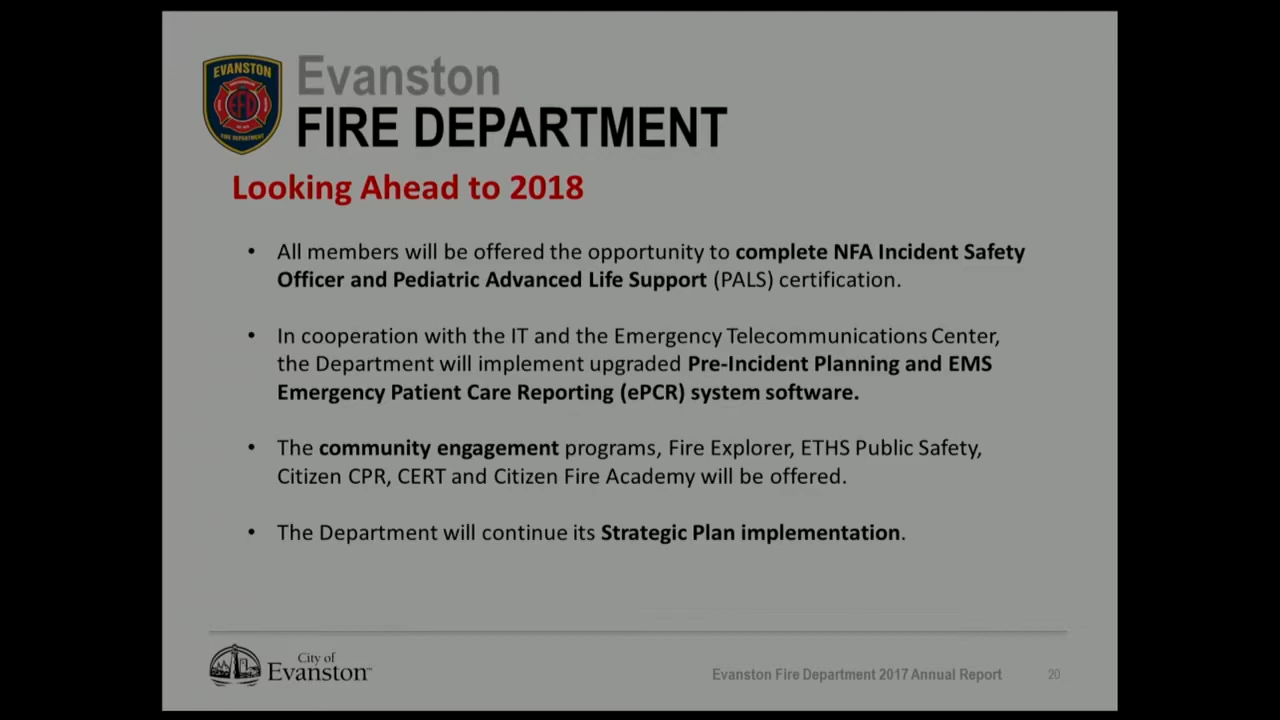 EVANSTON
EFD
FIRE DEPARTMENT
Evanston
FIRE DEPARTMENT
Looking Ahead to 2018
• All members will be offered the opportunity to complete NFA Incident Safety
Officer and Pediatric Advanced Life Support (PALS) certification.
• In cooperation with the IT and the Emergency Telecommunications Center,
the Department will implement upgraded Pre-Incident Planning and EMS
Emergency Patient Care Reporting (ePCR) system software.
• The community engagement programs, Fire Explorer, ETHS Public Safety,
Citizen CPR, CERT and Citizen Fire Academy will be offered.
• The Department will continue its Strategic Plan implementation.
City of
Evanston™
Evanston Fire Department 2017 Annual Report 20